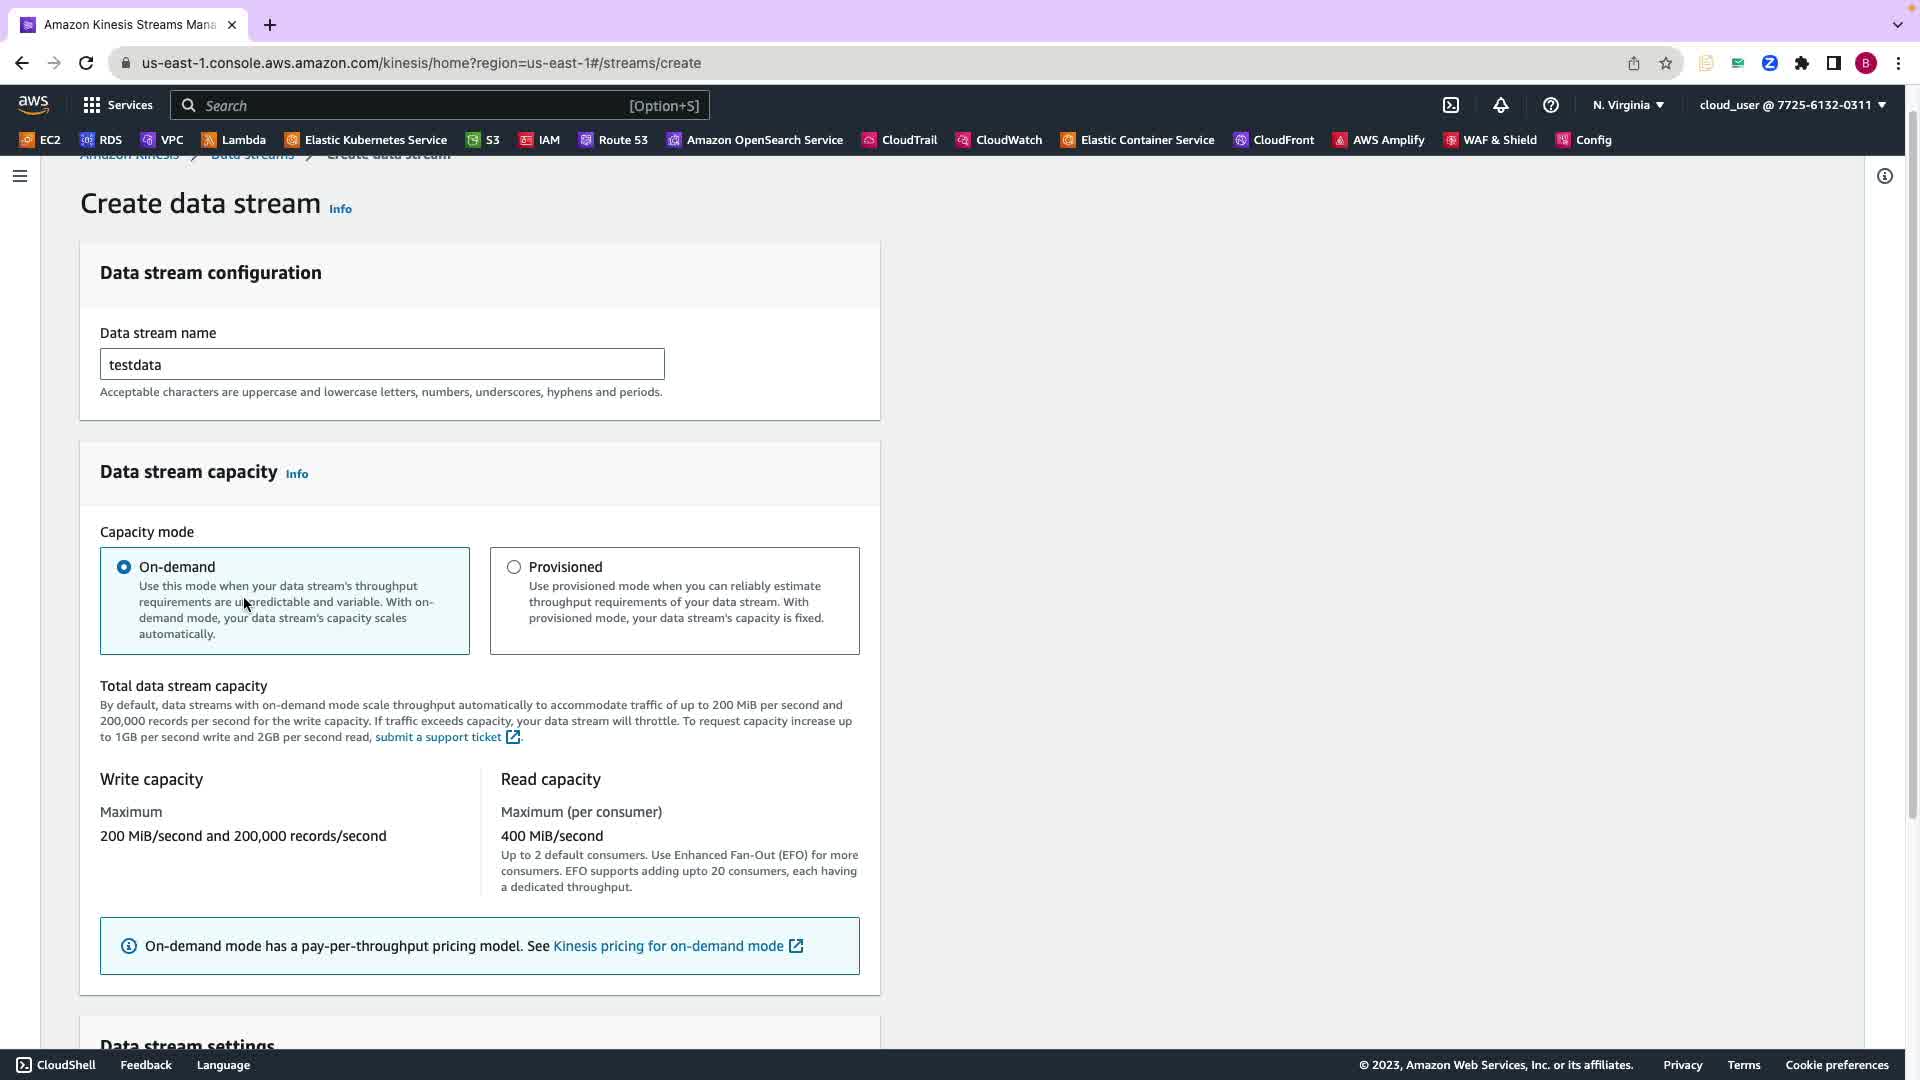 Amazon Kinesis Streams Mana
us-east-1.console.aws.amazon.com/kinesis/home?region=us-east-1#/streams/create
B
aws Services Search [Option+S] N. Virginia cloud_user @ 7725-6132-0311
EC2 RDS VPC Lambda Elastic Kubernetes Service S3 IAM Route 53 Amazon OpenSearch Service CloudTrail CloudWatch Elastic Container Service CloudFront AWS Amplify WAF & Shield Config
Amazon Kinesis Data streams Create data stream
Create data stream Info
Data stream configuration
Data stream name
testdata
Acceptable characters are uppercase and lowercase letters, numbers, underscores, hyphens and periods.
Data stream capacity Info
Capacity mode
On-demand
Use this mode when your data stream's throughput
requirements are unpredictable and variable. With on-
demand mode, your data stream's capacity scales
automatically.
Provisioned
Use provisioned mode when you can reliably estimate
throughput requirements of your data stream. With
provisioned mode, your data stream's capacity is fixed.
Total data stream capacity
By default, data streams with on-demand mode scale throughput automatically to accommodate traffic of up to 200 MiB per second and
200,000 records per second for the write capacity. If traffic exceeds capacity, your data stream will throttle. To request capacity increase up
to 1GB per second write and 2GB per second read, submit a support ticket.
Write capacity
Maximum
200 MiB/second and 200,000 records/second
Read capacity
Maximum (per consumer)
400 MiB/second
Up to 2 default consumers. Use Enhanced Fan-Out (EFO) for more
consumers. EFO supports adding upto 20 consumers, each having
a dedicated throughput.
On-demand mode has a pay-per-throughput pricing model. See Kinesis pricing for on-demand mode
Data stream settings
CloudShell Feedback Language © 2023, Amazon Web Services, Inc. or its affiliates. Privacy Terms Cookie preferences